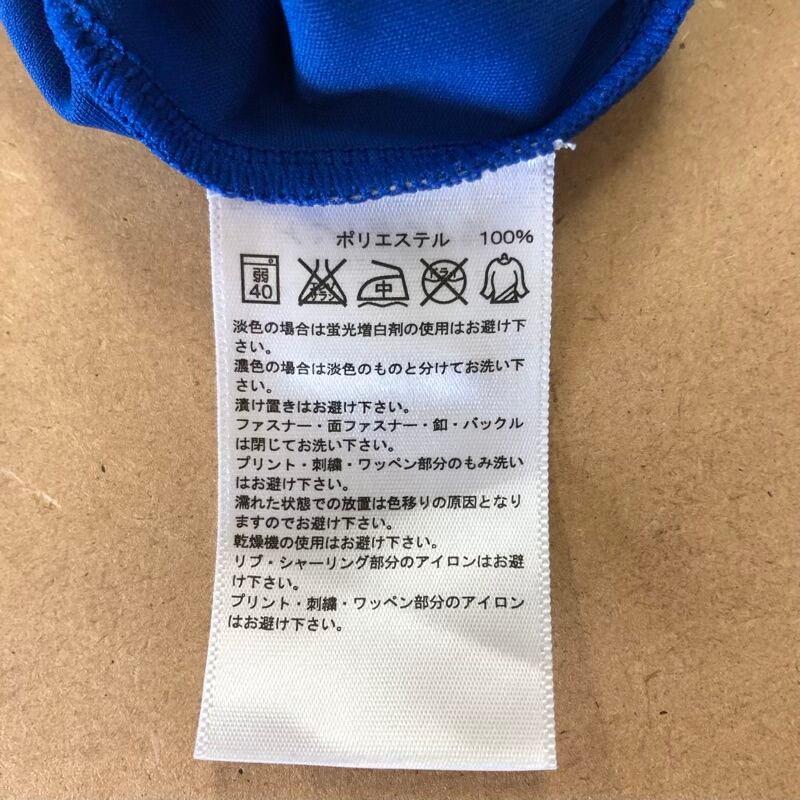 ポリエステル 100%
弱 40 エンソ サラシ 中 ドライ
淡色の場合は蛍光増白剤の使用はお避け下
さい。
濃色の場合は淡色のものと分けてお洗い下
さい。
漬け置きはお避け下さい。
ファスナー・面ファスナー・釦・バックル
は閉じてお洗い下さい。
プリント・刺繍・ワッペン部分のもみ洗い
はお避け下さい。
濡れた状態での放置は色移りの原因となり
ますのでお避け下さい。
乾燥機の使用はお避け下さい。
リブ・シャーリング部分のアイロンはお避
け下さい。
プリント・刺繍・ワッペン部分のアイロン
はお避け下さい。